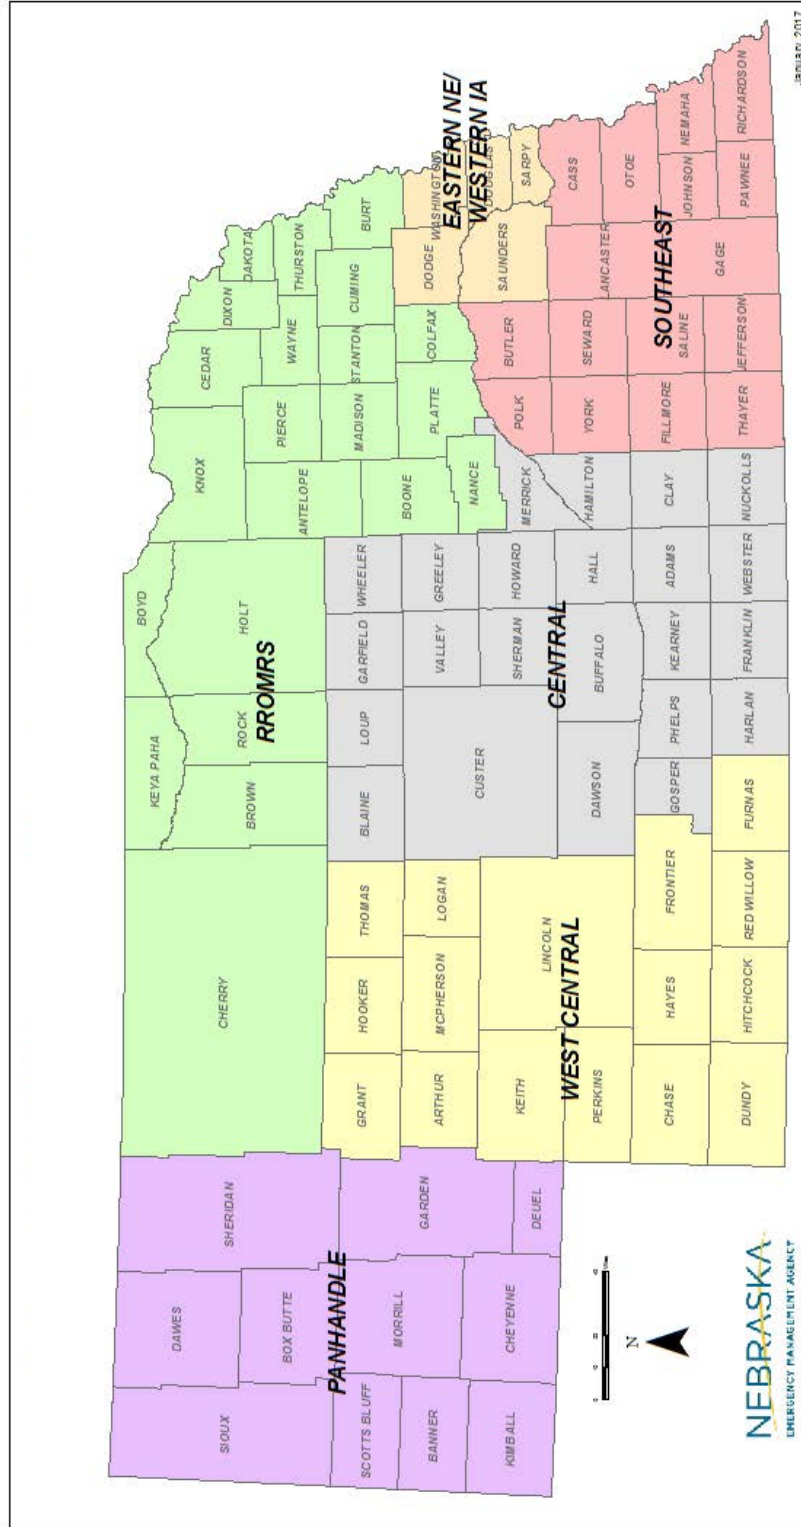 SIOUX
DAWES
SHERIDAN
BOX BUTTE
SCOTTS BLUFF
MORRILL
GARDEN
BANNER
KIMBALL
CHEYENNE
DEUEL
PANHANDLE
CHERRY
KEYA PAHA
BOYD
BROWN
ROCK
HOLT
RROMRS
KNOX
CEDAR
DIXON
DAKOTA
ANTELOPE
PIERCE
WAYNE
THURSTON
BOONE
MADISON
STANTON
CUMING
BURT
NANCE
PLATTE
COLFAX
GRANT
HOOKER
THOMAS
ARTHUR
MCPHERSON
LOGAN
KEITH
LINCOLN
PERKINS
WEST CENTRAL
CHASE
HAYES
FRONTIER
DUNDY
HITCHCOCK
RED WILLOW
FURNAS
BLAINE
LOUP
GARFIELD
WHEELER
CUSTER
VALLEY
GREELEY
SHERMAN
HOWARD
MERRICK
DAWSON
BUFFALO
HALL
HAMILTON
CENTRAL
GOSPER
PHELPS
KEARNEY
ADAMS
CLAY
HARLAN
FRANKLIN
WEBSTER
NUCKOLLS
DODGE
WASHINGTON
EASTERN NE/
WESTERN IA
DOUGLAS
SAUNDERS
SARPY
POLK
BUTLER
YORK
SEWARD
LANCASTER
CASS
OTOE
SOUTHEAST
FILLMORE
SALINE
GAGE
JOHNSON
NEMAHA
THAYER
JEFFERSON
PAWNEE
RICHARDSON
N
NEBRASKA
EMERGENCY MANAGEMENT AGENCY
January 2017